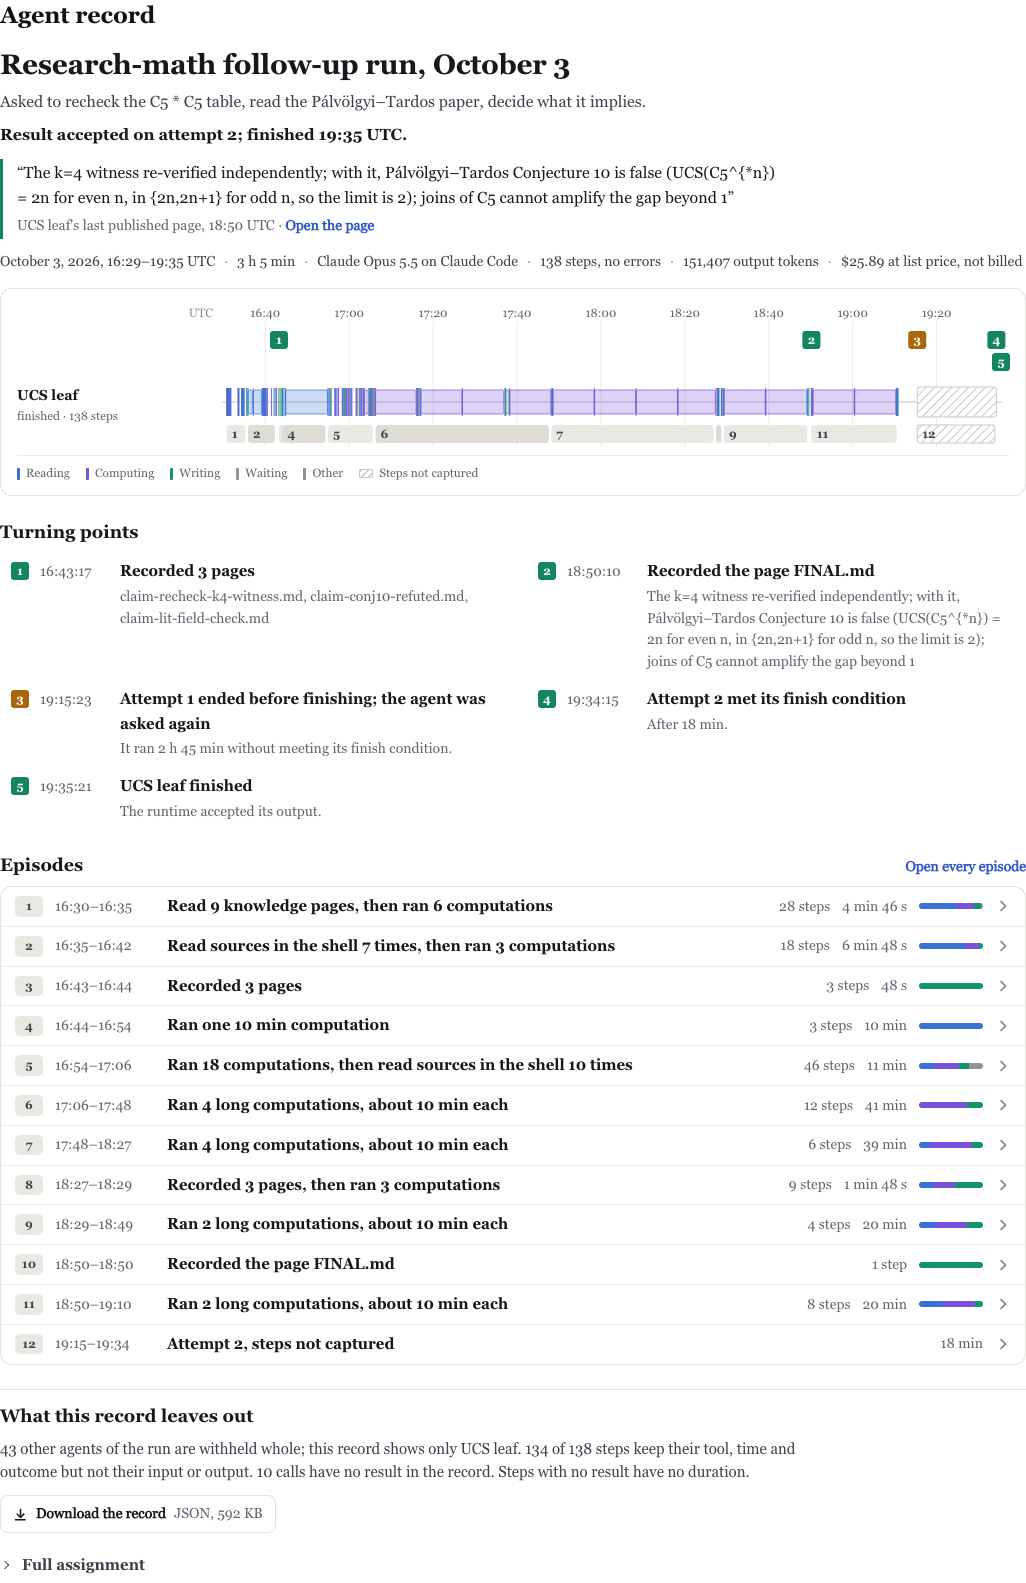 Agent record
Research-math follow-up run, October 3
Asked to recheck the C5 * C5 table, read the Pálvölgyi–Tardos paper, decide what it implies.
Result accepted on attempt 2; finished 19:35 UTC.
“The k=4 witness re-verified independently; with it, Pálvölgyi–Tardos Conjecture 10 is false (UCS(C5^{*n})
= 2n for even n, in {2n,2n+1} for odd n, so the limit is 2); joins of C5 cannot amplify the gap beyond 1”
UCS leaf's last published page, 18:50 UTC · Open the page
October 3, 2026, 16:29–19:35 UTC · 3 h 5 min · Claude Opus 5.5 on Claude Code · 138 steps, no errors · 151,407 output tokens · $25.89 at list price, not billed
UTC 16:40 17:00 17:20 17:40 18:00 18:20 18:40 19:00 19:20
1 2 3 4
5
UCS leaf
finished · 138 steps
1 2 4 5 6 7 9 11 12
Reading Computing Writing Waiting Other Steps not captured
Turning points
1 16:43:17 Recorded 3 pages
claim-recheck-k4-witness.md, claim-conj10-refuted.md,
claim-lit-field-check.md
2 18:50:10 Recorded the page FINAL.md
The k=4 witness re-verified independently; with it,
Pálvölgyi–Tardos Conjecture 10 is false (UCS(C5^{*n}) =
2n for even n, in {2n,2n+1} for odd n, so the limit is 2);
joins of C5 cannot amplify the gap beyond 1
3 19:15:23 Attempt 1 ended before finishing; the agent was
asked again
It ran 2 h 45 min without meeting its finish condition.
4 19:34:15 Attempt 2 met its finish condition
After 18 min.
5 19:35:21 UCS leaf finished
The runtime accepted its output.
Episodes Open every episode
1 16:30–16:35 Read 9 knowledge pages, then ran 6 computations 28 steps 4 min 46 s
2 16:35–16:42 Read sources in the shell 7 times, then ran 3 computations 18 steps 6 min 48 s
3 16:43–16:44 Recorded 3 pages 3 steps 48 s
4 16:44–16:54 Ran one 10 min computation 3 steps 10 min
5 16:54–17:06 Ran 18 computations, then read sources in the shell 10 times 46 steps 11 min
6 17:06–17:48 Ran 4 long computations, about 10 min each 12 steps 41 min
7 17:48–18:27 Ran 4 long computations, about 10 min each 6 steps 39 min
8 18:27–18:29 Recorded 3 pages, then ran 3 computations 9 steps 1 min 48 s
9 18:29–18:49 Ran 2 long computations, about 10 min each 4 steps 20 min
10 18:50–18:50 Recorded the page FINAL.md 1 step
11 18:50–19:10 Ran 2 long computations, about 10 min each 8 steps 20 min
12 19:15–19:34 Attempt 2, steps not captured 18 min
What this record leaves out
43 other agents of the run are withheld whole; this record shows only UCS leaf. 134 of 138 steps keep their tool, time and
outcome but not their input or output. 10 calls have no result in the record. Steps with no result have no duration.
Download the record JSON, 592 KB
Full assignment